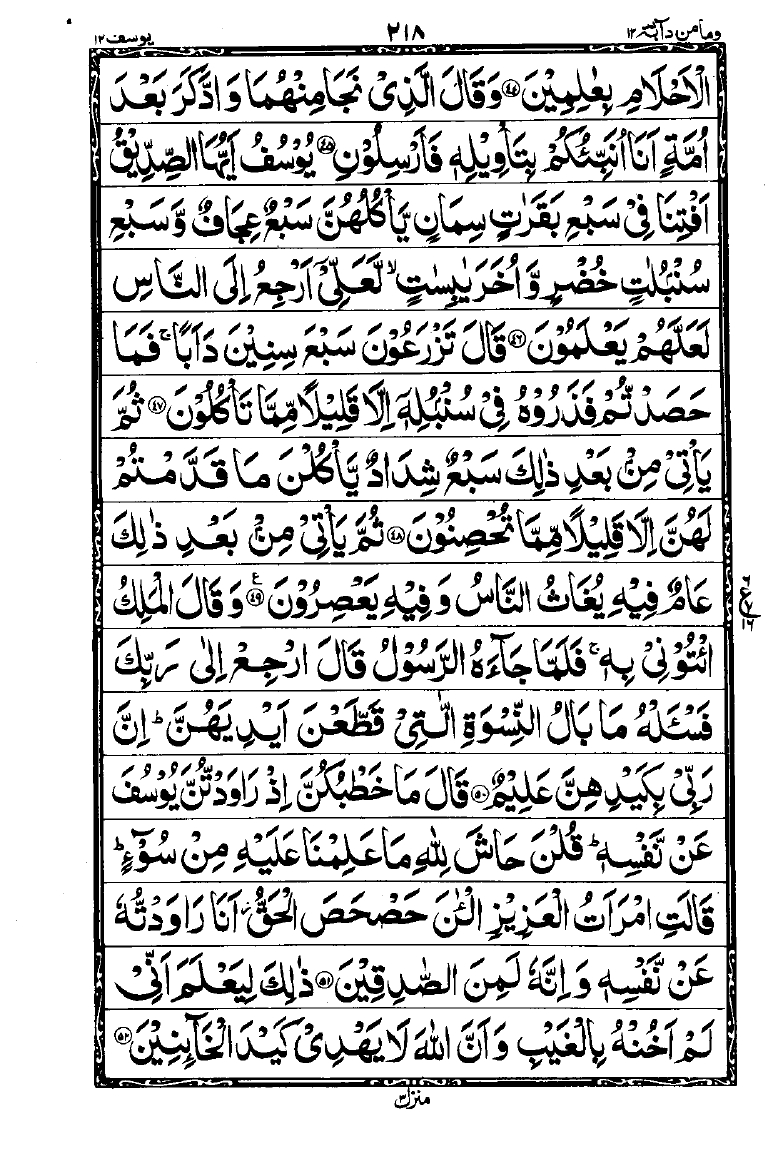 وما من دآبة ١٢
٢١٨
يوسف ١٢
الْاَحْلَامِ بِعٰلِمِيْنَ ﴿٤٤﴾ وَقَالَ الَّذِيْ نَجَا مِنْهُمَا وَادَّكَرَ بَعْدَ
اُمَّةٍ اَنَا اُنَبِّئُكُمْ بِتَاْوِيْلِهٖ فَاَرْسِلُوْنِ ﴿٤٥﴾ يُوْسُفُ اَيُّهَا الصِّدِّيْقُ
اَفْتِنَا فِيْ سَبْعِ بَقَرٰتٍ سِمَانٍ يَّاْكُلُهُنَّ سَبْعٌ عِجَافٌ وَّسَبْعِ
سُنْۢبُلٰتٍ خُضْرٍ وَّاُخَرَ يٰبِسٰتٍ ۙ لَّعَلِّيْٓ اَرْجِعُ اِلَى النَّاسِ
لَعَلَّهُمْ يَعْلَمُوْنَ ﴿٤٦﴾ قَالَ تَزْرَعُوْنَ سَبْعَ سِنِيْنَ دَاَبًا ۚ فَمَا
حَصَدْتُّمْ فَذَرُوْهُ فِيْ سُنْۢبُلِهٖٓ اِلَّا قَلِيْلًا مِّمَّا تَاْكُلُوْنَ ﴿٤٧﴾ ثُمَّ
يَاْتِيْ مِنْۢ بَعْدِ ذٰلِكَ سَبْعٌ شِدَادٌ يَّاْكُلْنَ مَا قَدَّمْتُمْ
لَهُنَّ اِلَّا قَلِيْلًا مِّمَّا تُحْصِنُوْنَ ﴿٤٨﴾ ثُمَّ يَاْتِيْ مِنْۢ بَعْدِ ذٰلِكَ
عَامٌ فِيْهِ يُغَاثُ النَّاسُ وَفِيْهِ يَعْصِرُوْنَ ﴿٤٩﴾ ع وَقَالَ الْمَلِكُ
ائْتُوْنِيْ بِهٖ ۚ فَلَمَّا جَآءَهُ الرَّسُوْلُ قَالَ ارْجِعْ اِلٰى رَبِّكَ
فَسْـَٔلْهُ مَا بَالُ النِّسْوَةِ الّٰتِيْ قَطَّعْنَ اَيْدِيَهُنَّ ؕ اِنَّ
رَبِّيْ بِكَيْدِهِنَّ عَلِيْمٌ ﴿٥٠﴾ قَالَ مَا خَطْبُكُنَّ اِذْ رَاوَدْتُّنَّ يُوْسُفَ
عَنْ نَّفْسِهٖ ؕ قُلْنَ حَاشَ لِلّٰهِ مَا عَلِمْنَا عَلَيْهِ مِنْ سُوْٓءٍ ؕ
قَالَتِ امْرَاَتُ الْعَزِيْزِ الْـٰٔنَ حَصْحَصَ الْحَقُّ ؗ اَنَا رَاوَدْتُّهٗ
عَنْ نَّفْسِهٖ وَاِنَّهٗ لَمِنَ الصّٰدِقِيْنَ ﴿٥١﴾ ذٰلِكَ لِيَعْلَمَ اَنِّيْ
لَمْ اَخُنْهُ بِالْغَيْبِ وَاَنَّ اللّٰهَ لَا يَهْدِيْ كَيْدَ الْخَآئِنِيْنَ ﴿٥٢﴾
ع
١٦
منزل ٣